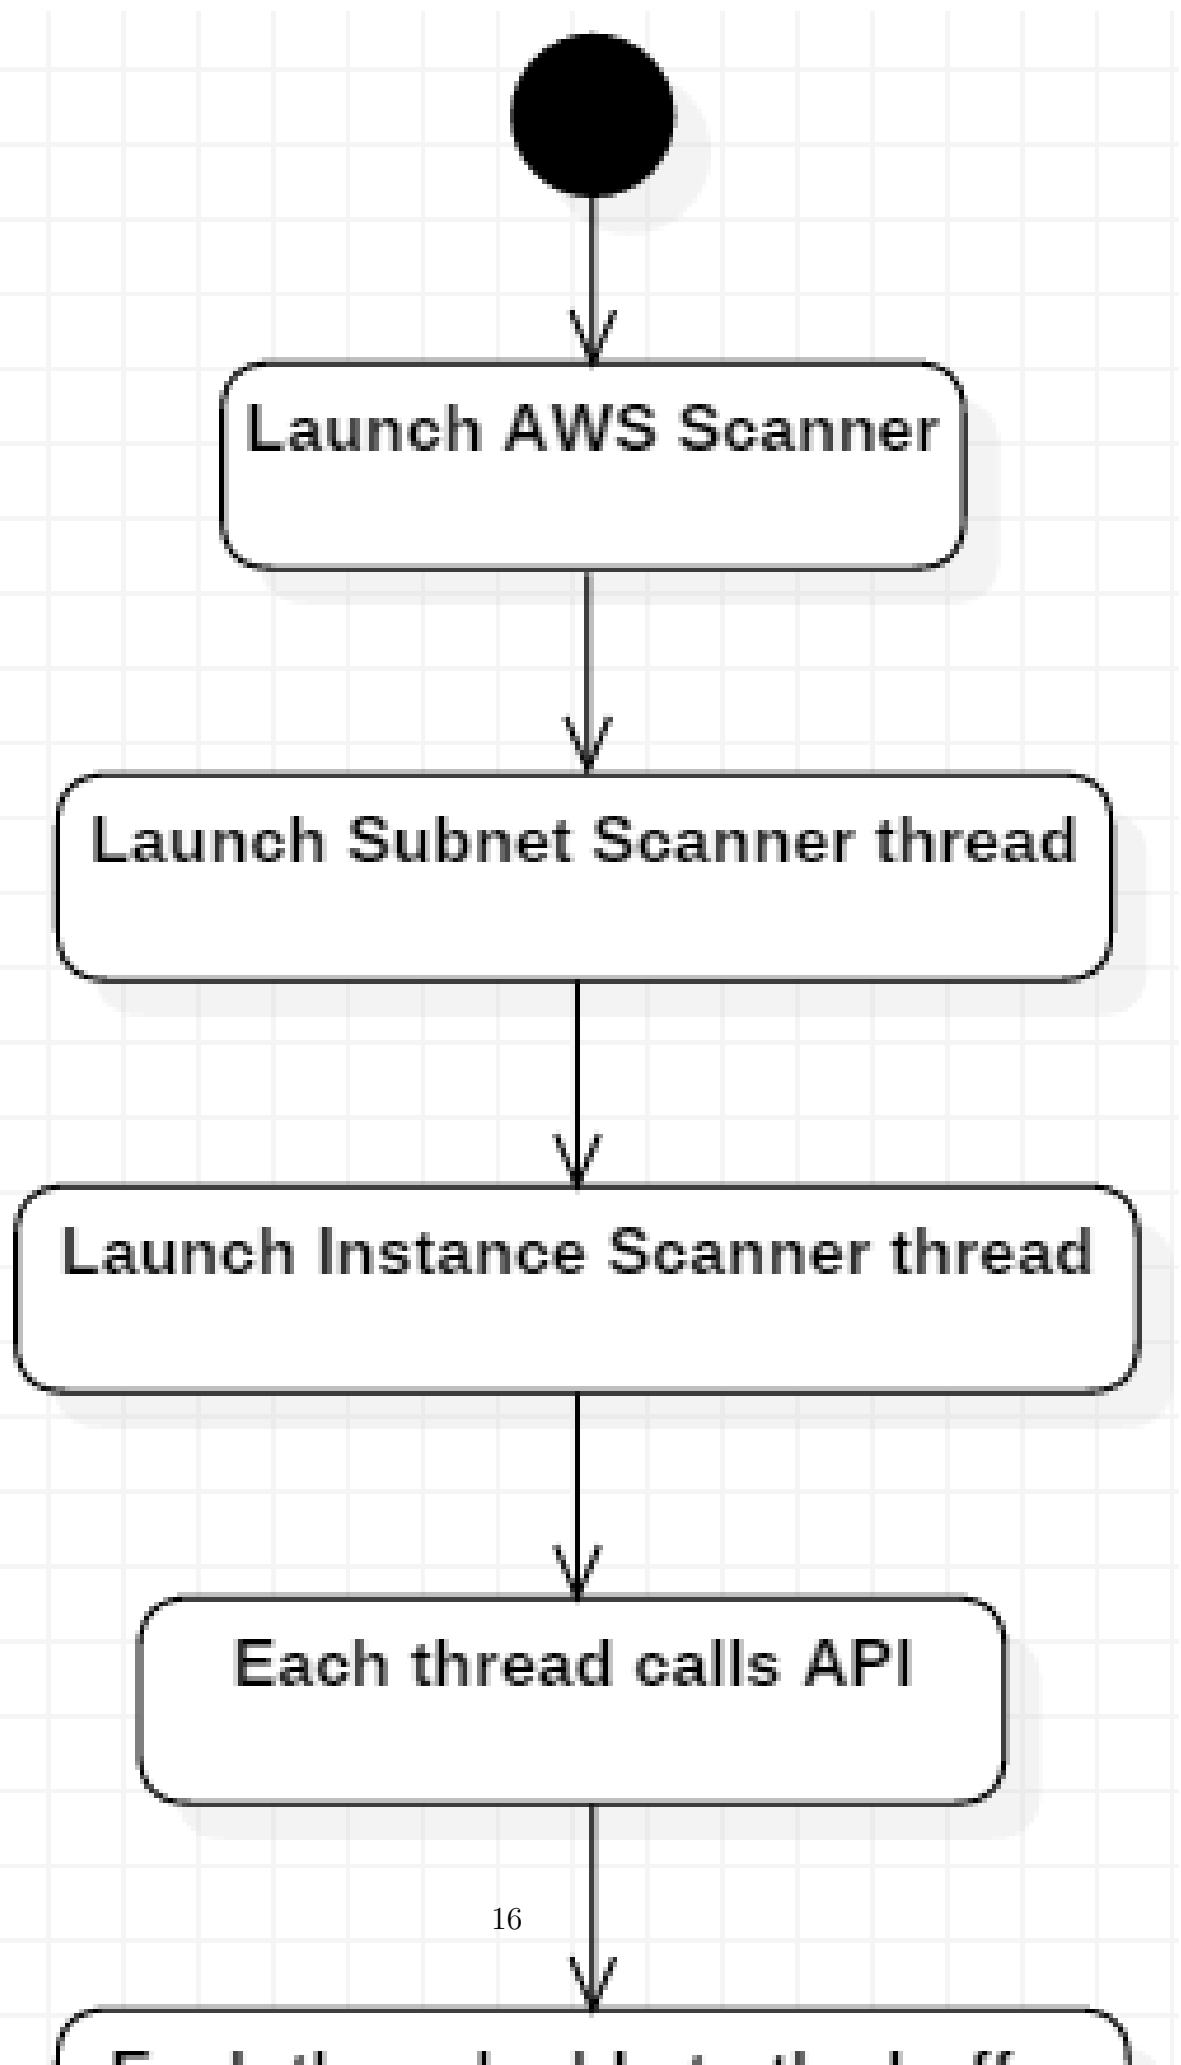 Launch AWS Scanner
Launch Subnet Scanner thread
Launch Instance Scanner thread
Each thread calls API
16